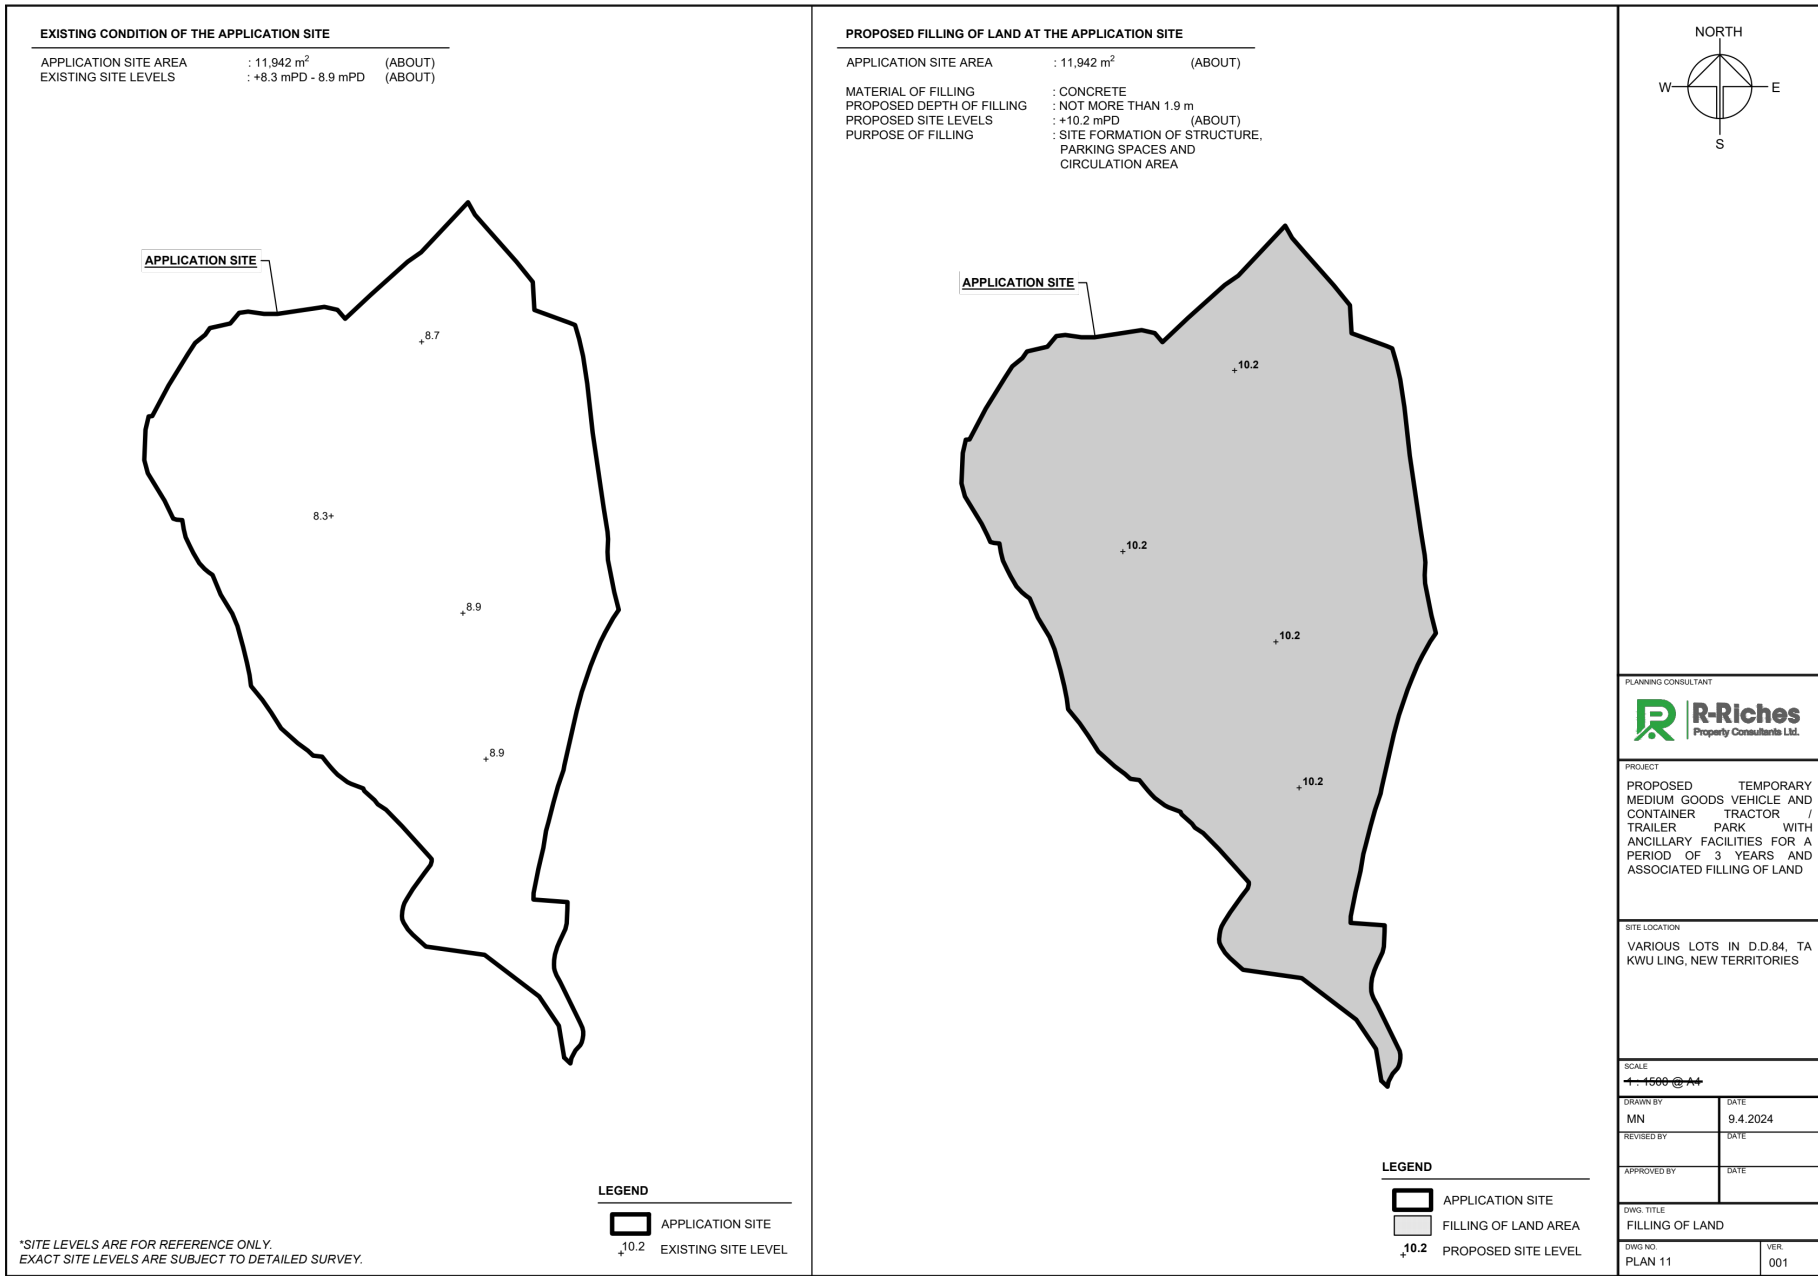 EXISTING CONDITION OF THE APPLICATION SITE
APPLICATION SITE AREA : 11,942 m² (ABOUT)
EXISTING SITE LEVELS : +8.3 mPD - 8.9 mPD (ABOUT)
APPLICATION SITE
8.7
8.3+
+8.9
+8.9
LEGEND
APPLICATION SITE
+10.2 EXISTING SITE LEVEL
*SITE LEVELS ARE FOR REFERENCE ONLY.
EXACT SITE LEVELS ARE SUBJECT TO DETAILED SURVEY.
PROPOSED FILLING OF LAND AT THE APPLICATION SITE
APPLICATION SITE AREA : 11,942 m² (ABOUT)
MATERIAL OF FILLING : CONCRETE
PROPOSED DEPTH OF FILLING : NOT MORE THAN 1.9 m
PROPOSED SITE LEVELS : +10.2 mPD (ABOUT)
PURPOSE OF FILLING : SITE FORMATION OF STRUCTURE,
PARKING SPACES AND
CIRCULATION AREA
APPLICATION SITE
+10.2
+10.2
+10.2
+10.2
LEGEND
APPLICATION SITE
FILLING OF LAND AREA
+10.2 PROPOSED SITE LEVEL
NORTH
W E
S
PLANNING CONSULTANT
R-Riches
Property Consultants Ltd.
PROJECT
PROPOSED TEMPORARY
MEDIUM GOODS VEHICLE AND
CONTAINER TRACTOR /
TRAILER PARK WITH
ANCILLARY FACILITIES FOR A
PERIOD OF 3 YEARS AND
ASSOCIATED FILLING OF LAND
SITE LOCATION
VARIOUS LOTS IN D.D.84, TA
KWU LING, NEW TERRITORIES
SCALE
1 : 1500 @ A4
DRAWN BY DATE
MN 9.4.2024
REVISED BY DATE
APPROVED BY DATE
DWG. TITLE
FILLING OF LAND
DWG NO. VER.
PLAN 11 001